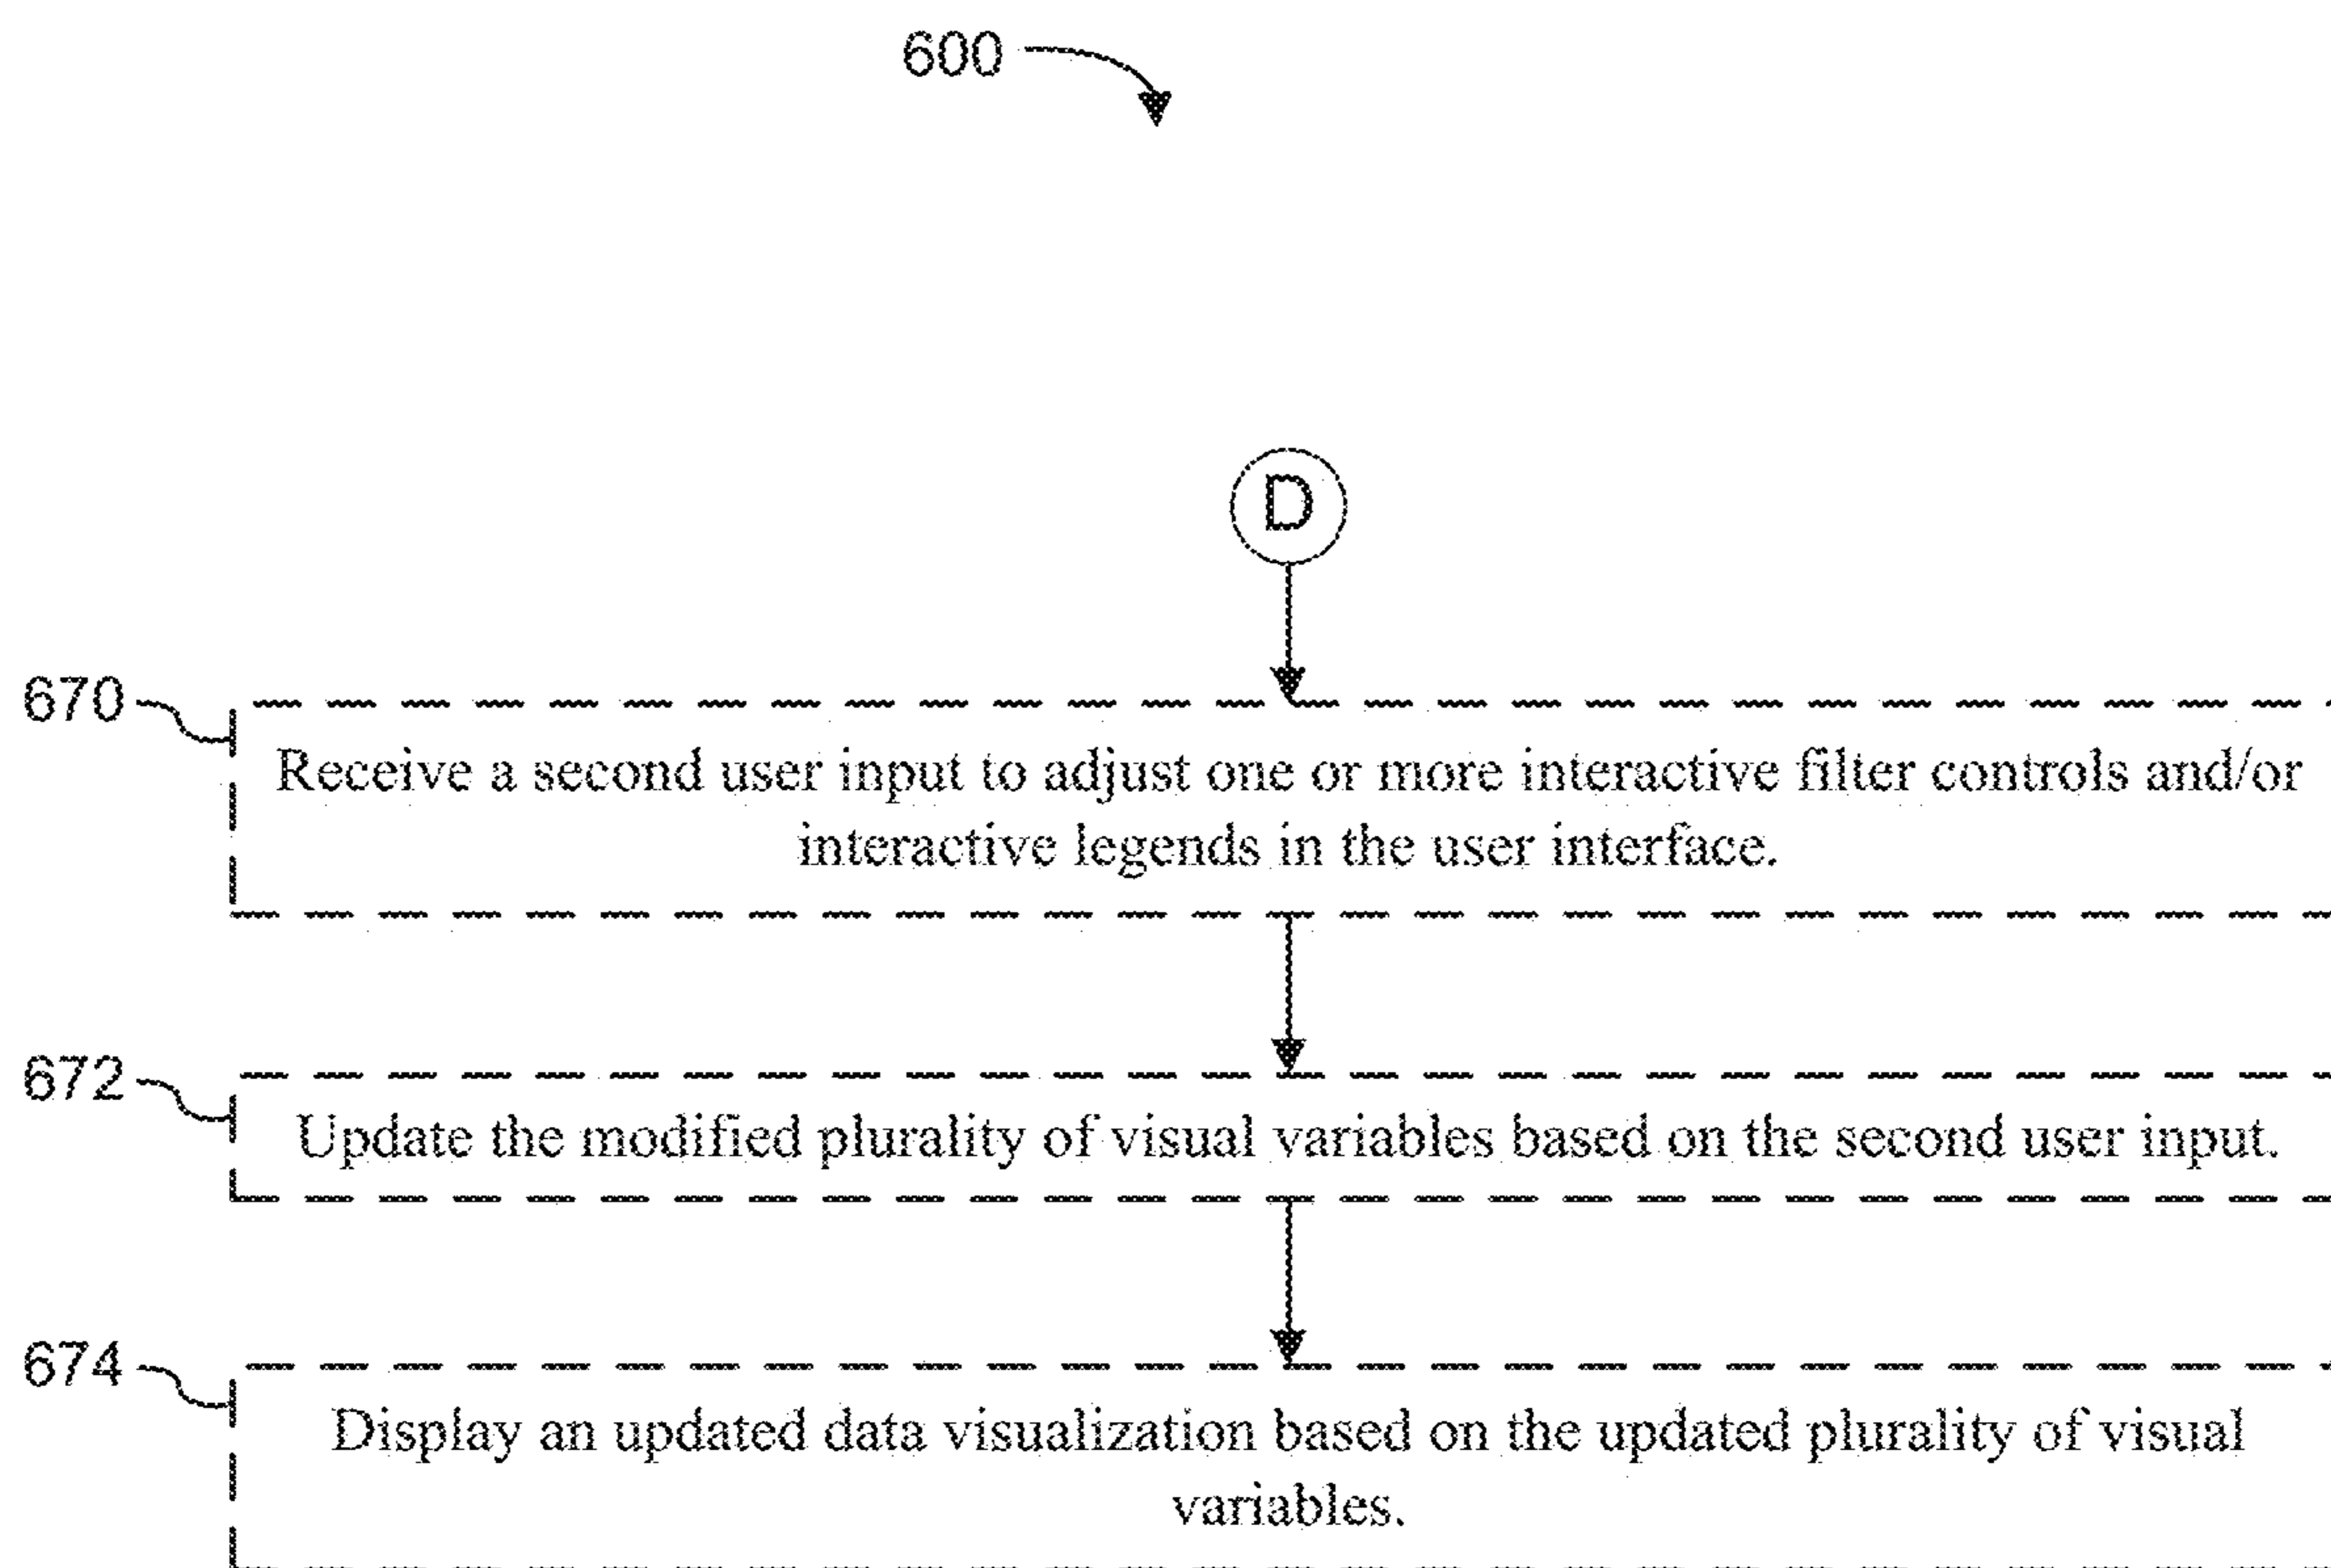 600
D
670
Receive a second user input to adjust one or more interactive filter controls and/or
interactive legends in the user interface.
672
Update the modified plurality of visual variables based on the second user input.
674
Display an updated data visualization based on the updated plurality of visual
variables.